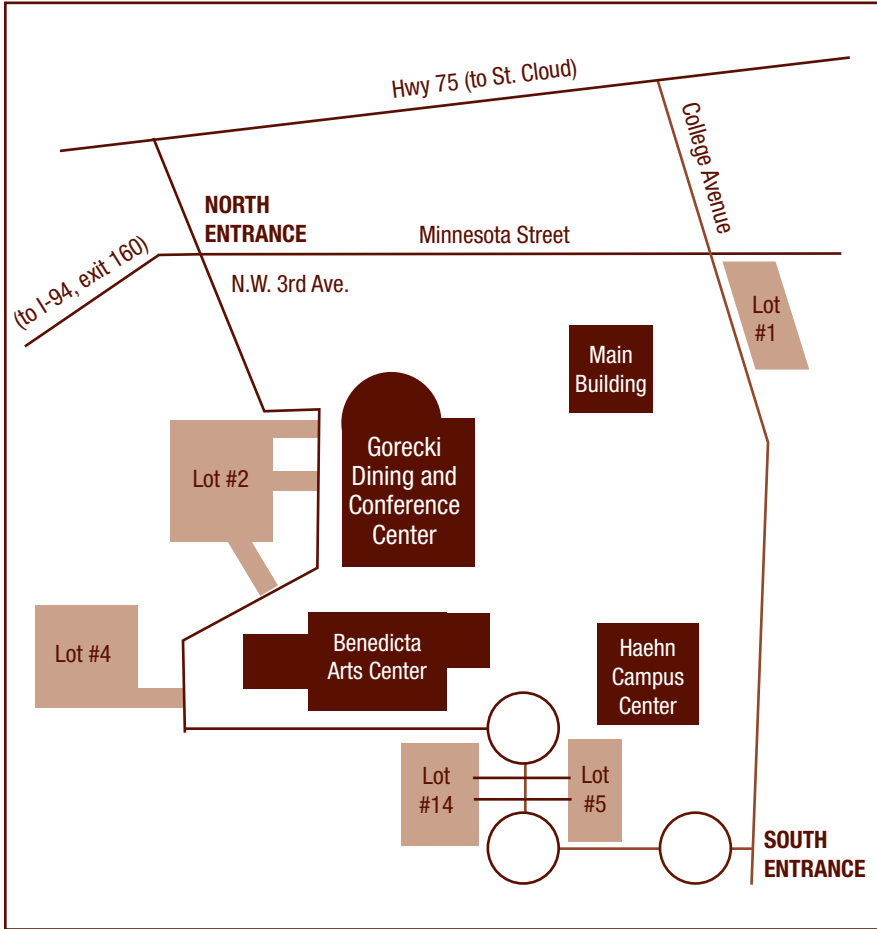 Hwy 75 (to St. Cloud)
College Avenue
NORTH
ENTRANCE
Minnesota Street
(to I-94, exit 160)
N.W. 3rd Ave.
Lot
#1
Main
Building
Lot #2
Gorecki
Dining and
Conference
Center
Lot #4
Benedicta
Arts Center
Haehn
Campus
Center
Lot
#14
Lot
#5
SOUTH
ENTRANCE